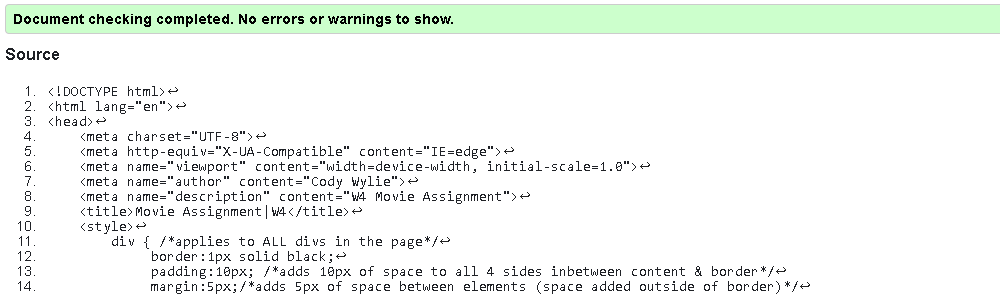 Document checking completed. No errors or warnings to show.
Source
1. <!DOCTYPE html>↩
2. <html lang="en">↩
3. <head>↩
4.     <meta charset="UTF-8">↩
5.     <meta http-equiv="X-UA-Compatible" content="IE=edge">↩
6.     <meta name="viewport" content="width=device-width, initial-scale=1.0">↩
7.     <meta name="author" content="Cody Wylie">↩
8.     <meta name="description" content="W4 Movie Assignment">↩
9.     <title>Movie Assignment|W4</title>↩
10.     <style>↩
11.         div { /*applies to ALL divs in the page*/↩
12.              border:1px solid black;↩
13.              padding:10px; /*adds 10px of space to all 4 sides inbetween content & border*/↩
14.              margin:5px;/*adds 5px of space between elements (space added outside of border)*/↩